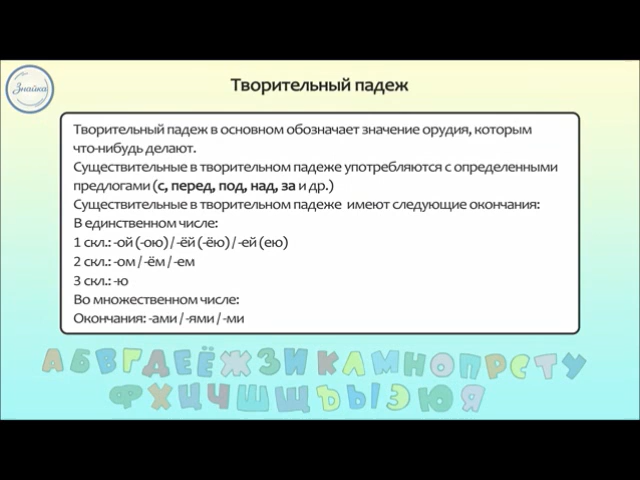 Знайка
Творительный падеж
Творительный падеж в основном обозначает значение орудия, которым
что-нибудь делают.
Существительные в творительном падеже употребляются с определенными
предлогами (с, перед, под, над, за и др.)
Существительные в творительном падеже имеют следующие окончания:
В единственном числе:
1 скл.: -ой (-ою) / -ёй (-ёю) / -ей (ею)
2 скл.: -ом / -ём / -ем
3 скл.: -ю
Во множественном числе:
Окончания: -ами / -ями / -ми
АБВГДЕЁЖЗИКАМНОПРСТУ
ФХЦЧШЩЪЫЭЮЯ